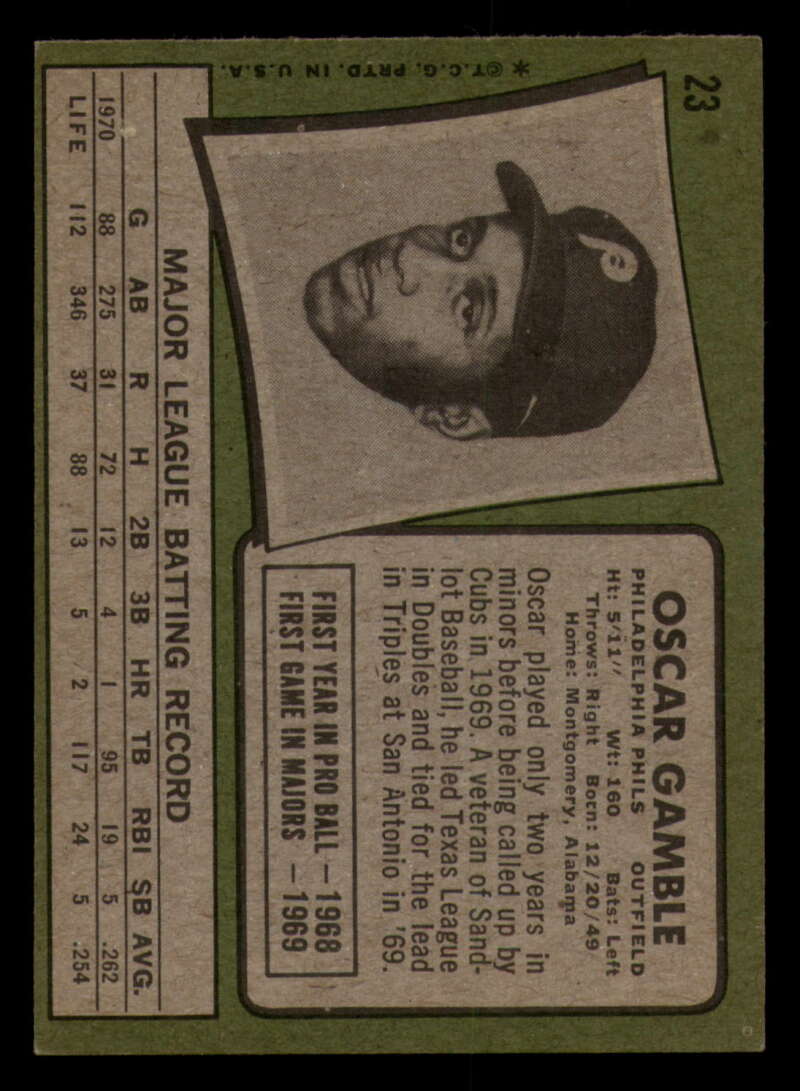 23
*©T.C.G. PRTD. IN U.S.A.
P
OSCAR GAMBLE
PHILADELPHIA PHILS OUTFIELD
Ht: 5'11" Wt: 160 Bats: Left
Throws: Right Born: 12/20/49
Home: Montgomery, Alabama
Oscar played only two years in
minors before being called up by
Cubs in 1969. A veteran of Sand-
lot Baseball, he led Texas League
in Doubles and tied for the lead
in Triples at San Antonio in '69.
FIRST YEAR IN PRO BALL — 1968
FIRST GAME IN MAJORS — 1969
MAJOR LEAGUE BATTING RECORD
G AB R H 2B 3B HR TB RBI SB AVG.
1970 88 275 31 72 12 4 1 95 19 5 .262
LIFE 112 346 37 88 13 5 2 117 24 5 .254